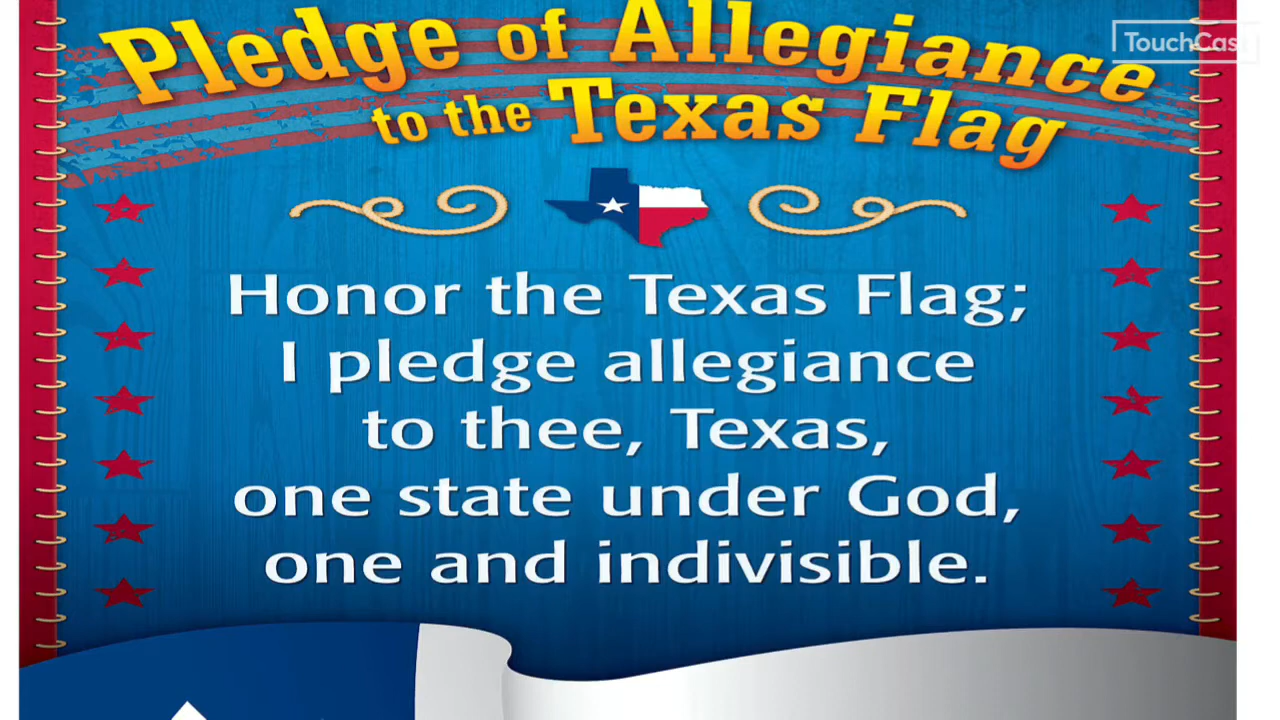 Pledge of Allegiance
to the Texas Flag
TouchCast
Honor the Texas Flag;
I pledge allegiance
to thee, Texas,
one state under God,
one and indivisible.